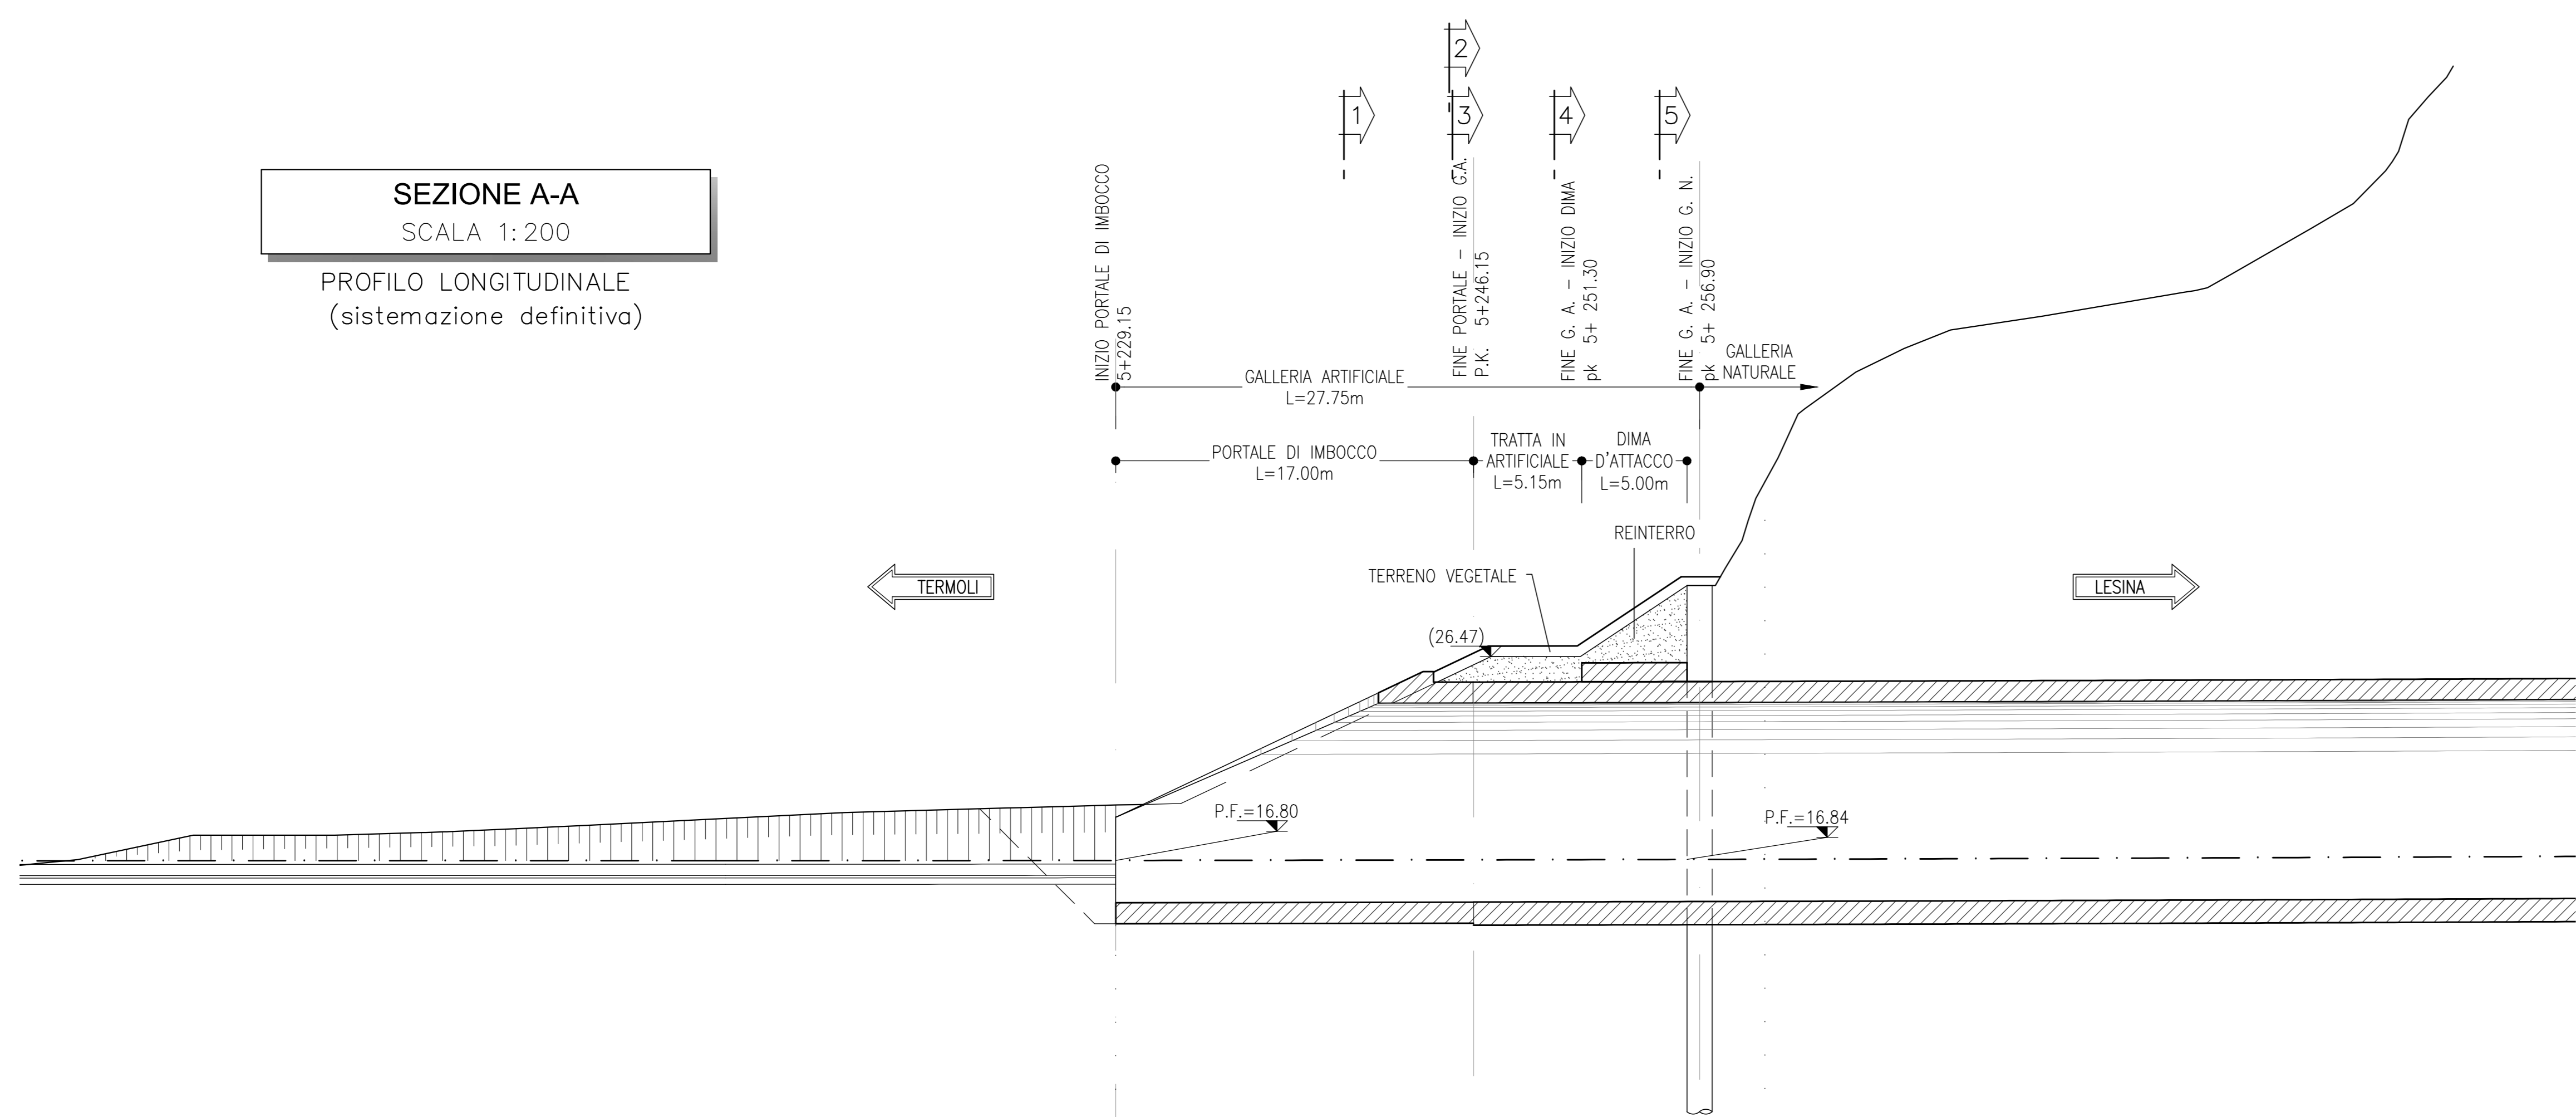 2
1
3
4
5
SEZIONE A-A
SCALA 1:200
PROFILO LONGITUDINALE
(sistemazione definitiva)
INIZIO PORTALE DI IMBOCCO
5+229.15
FINE PORTALE - INIZIO G.A.
P.K. 5+246.15
FINE G. A. - INIZIO DIMA
pk 5+ 251.30
FINE G. A. - INIZIO G. N.
pk 5+ 256.90
GALLERIA ARTIFICIALE
L=27.75m
GALLERIA
NATURALE
PORTALE DI IMBOCCO
L=17.00m
TRATTA IN
ARTIFICIALE
L=5.15m
DIMA
D'ATTACCO
L=5.00m
REINTERRO
TERRENO VEGETALE
TERMOLI
LESINA
(26.47)
P.F.=16.80
P.F.=16.84